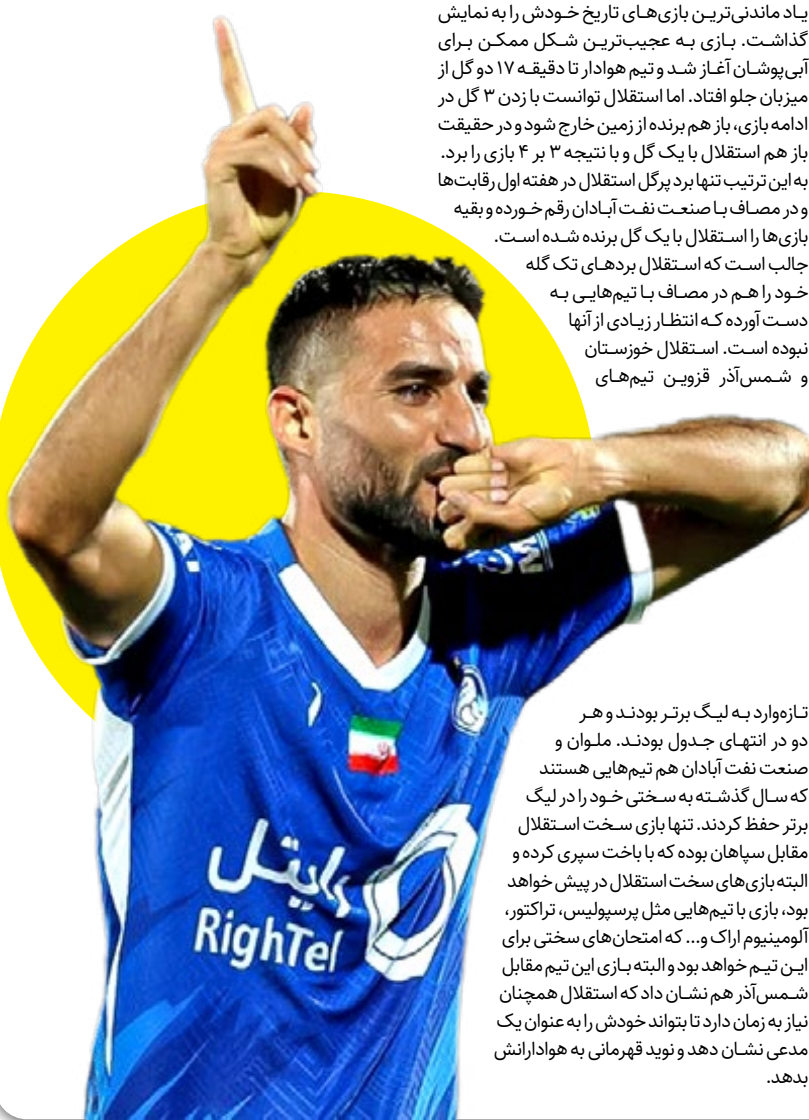 یاد ماندنی‌ترین بازی‌های تاریخ خودش را به نمایش
گذاشت. بازی به عجیب‌ترین شکل ممکن برای
آبی‌پوشان آغاز شد و تیم هوادار تا دقیقه ۱۷ دو گل از
میزبان جلو افتاد. اما استقلال توانست با زدن ۳ گل در
ادامه بازی، باز هم برنده از زمین خارج شود و در حقیقت
باز هم استقلال با یک گل و با نتیجه ۳ بر ۴ بازی را برد.
به این ترتیب تنها برد پرگل استقلال در هفته اول رقابت‌ها
و در مصاف با صنعت نفت آبادان رقم خورده و بقیه
بازی‌ها را استقلال با یک گل برنده شده است.
جالب است که استقلال بردهای تک گله
خود را هم در مصاف با تیم‌هایی به
دست آورده که انتظار زیادی از آنها
نبوده است. استقلال خوزستان
و شمس‌آذر قزوین تیم‌های
تازه‌وارد به لیگ برتر بودند و هر
دو در انتهای جدول بودند. ملوان و
صنعت نفت آبادان هم تیم‌هایی هستند
که سال گذشته به سختی خود را در لیگ
برتر حفظ کردند. تنها بازی سخت استقلال
مقابل سپاهان بوده که با باخت سپری کرده و
البته بازی‌های سخت استقلال در پیش خواهد
بود، بازی با تیم‌هایی مثل پرسپولیس، تراکتور،
آلومینیوم اراک و... که امتحان‌های سختی برای
این تیم خواهد بود و البته بازی این تیم مقابل
شمس‌آذر هم نشان داد که استقلال همچنان
نیاز به زمان دارد تا بتواند خودش را به عنوان یک
مدعی نشان دهد و نوید قهرمانی به هوادارانش
بدهد.
رایتل
RighTel